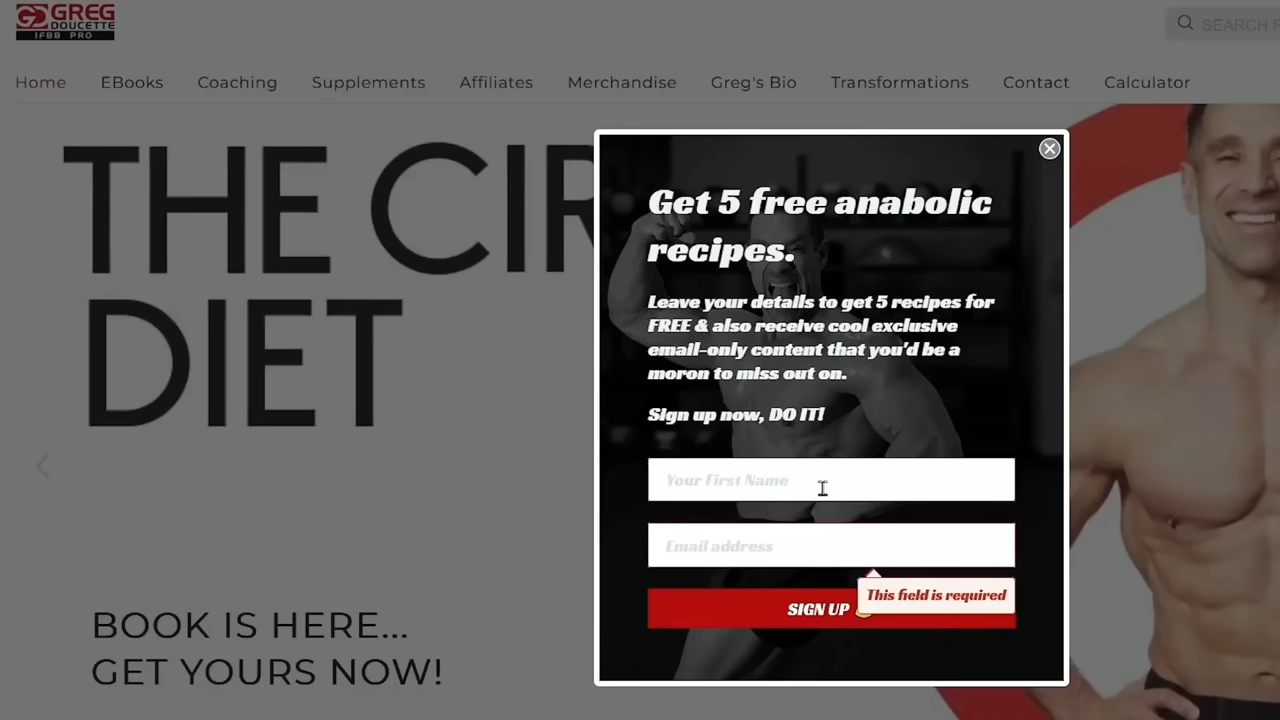 GREG
DOUCETTE
IFBB PRO
SEARCH
Home EBooks Coaching Supplements Affiliates Merchandise Greg's Bio Transformations Contact Calculator
THE CIR
DIET
BOOK IS HERE...
GET YOURS NOW!
Get 5 free anabolic
recipes.
Leave your details to get 5 recipes for
FREE & also receive cool exclusive
email-only content that you'd be a
moron to miss out on.
Sign up now, DO IT!
Your First Name
Email address
This field is required
SIGN UP